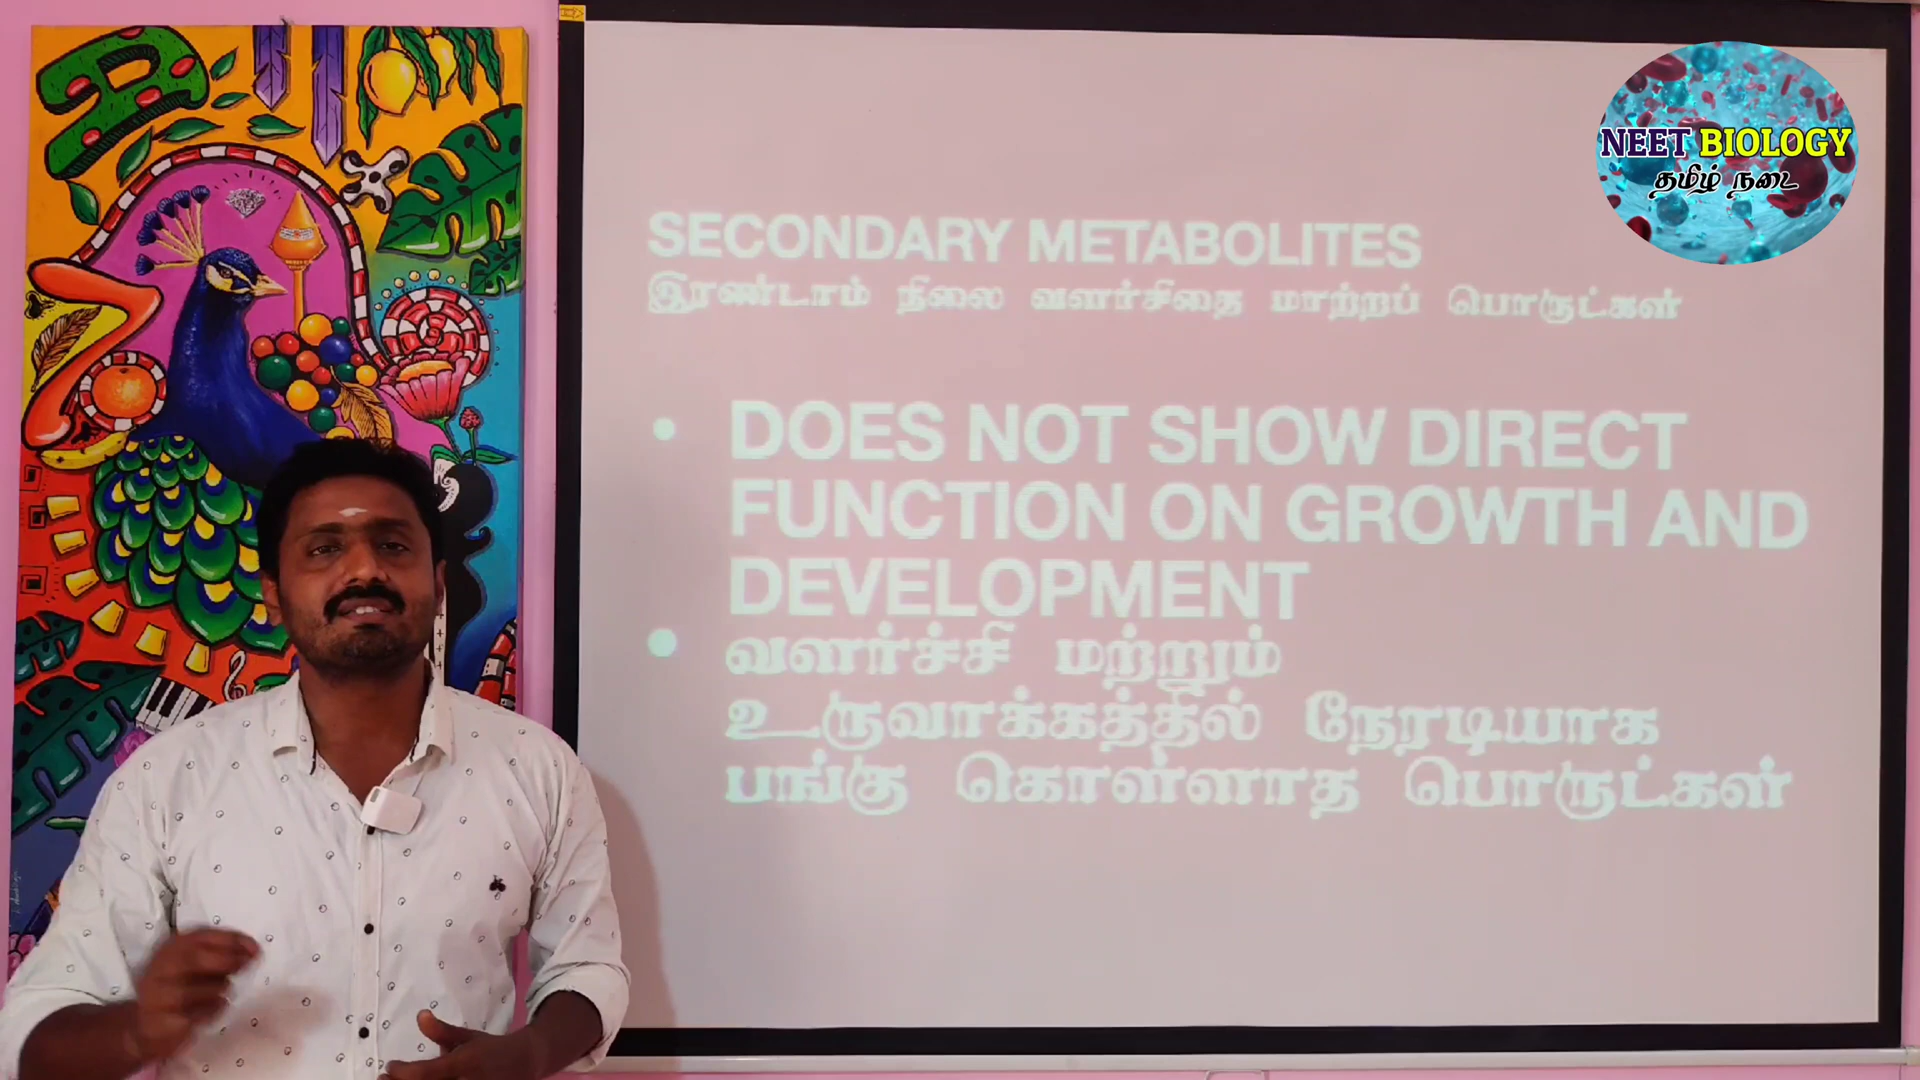 NEET BIOLOGY
தமிழ் நடை
SECONDARY METABOLITES
இரண்டாம் நிலை வளர்சிதை மாற்றப் பொருட்கள்
• DOES NOT SHOW DIRECT
FUNCTION ON GROWTH AND
DEVELOPMENT
• வளர்ச்சி மற்றும்
உருவாக்கத்தில் நேரடியாக
பங்கு கொள்ளாத பொருட்கள்